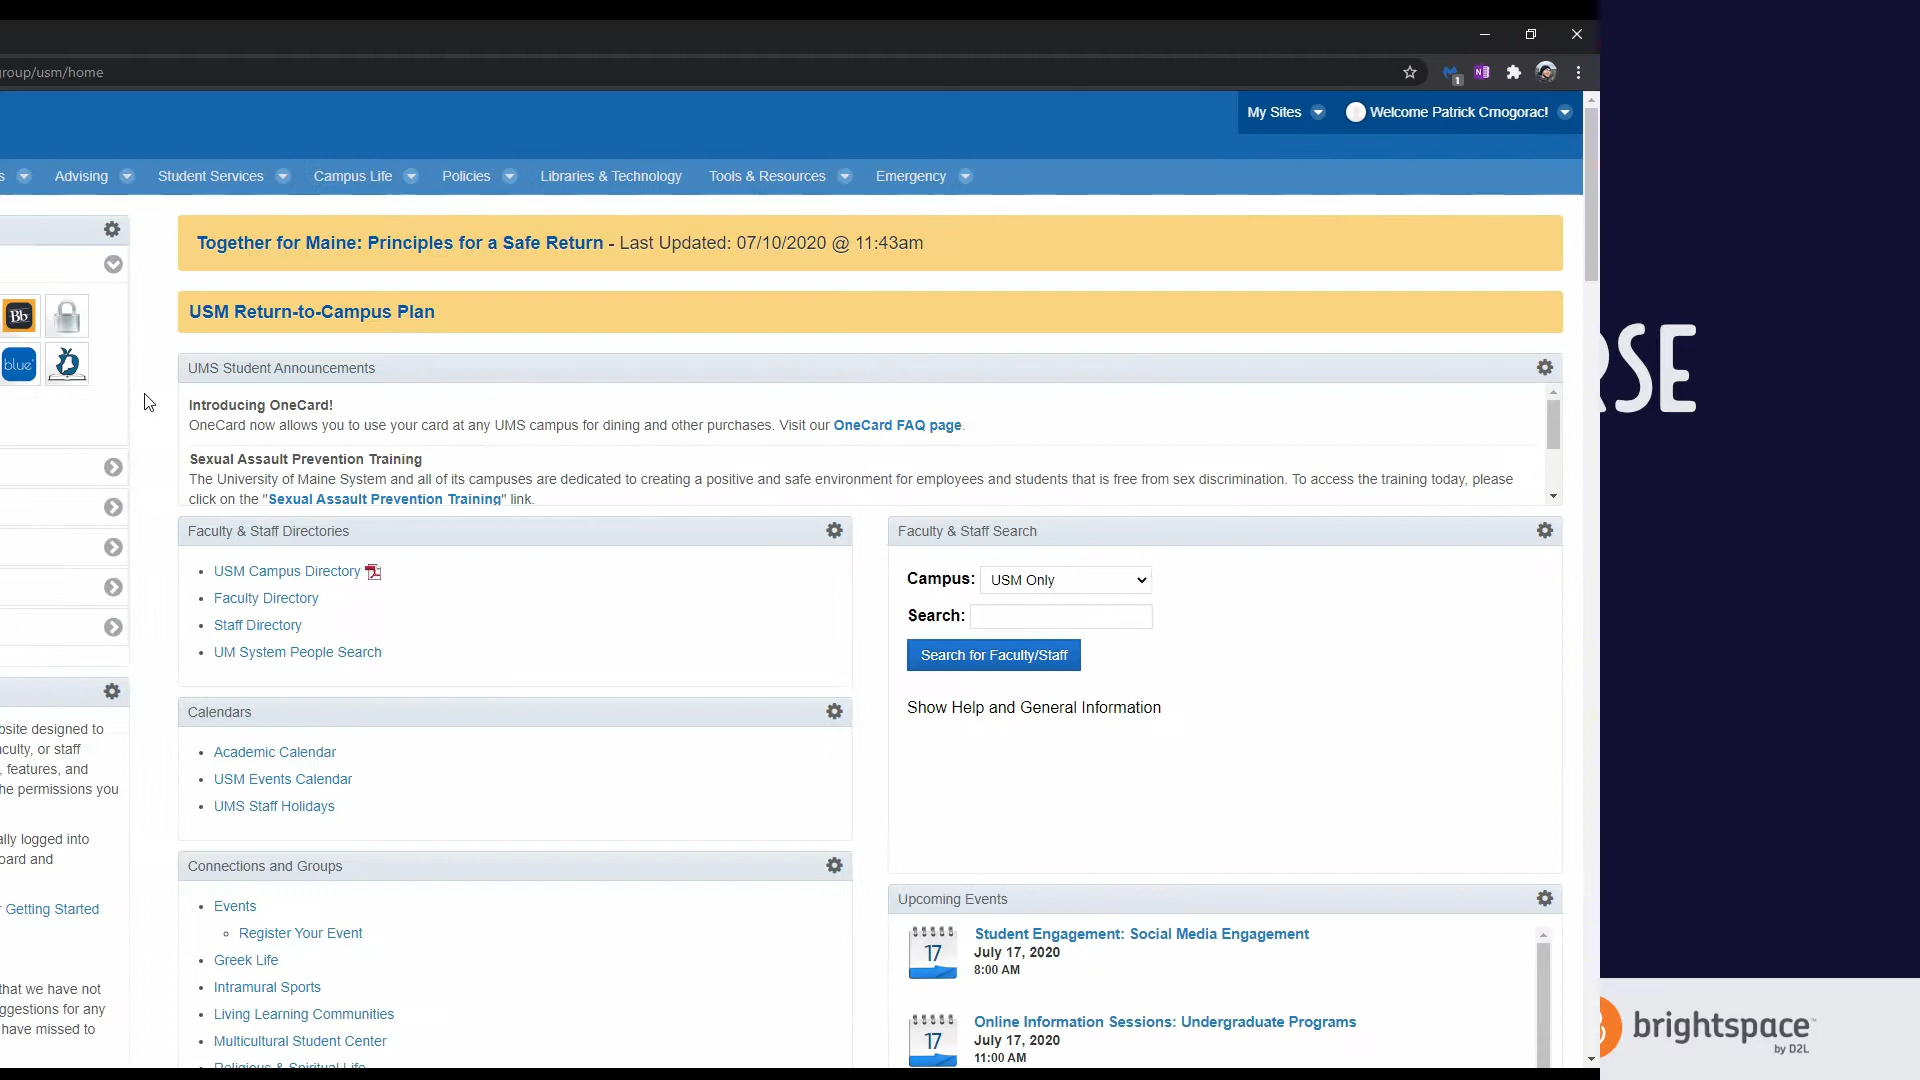 roup/usm/home
1
N
My Sites
Welcome Patrick Crnogorac!
s
Advising
Student Services
Campus Life
Policies
Libraries & Technology
Tools & Resources
Emergency
Together for Maine: Principles for a Safe Return - Last Updated: 07/10/2020 @ 11:43am
USM Return-to-Campus Plan
Bb
blue
RSE
UMS Student Announcements
Introducing OneCard!
OneCard now allows you to use your card at any UMS campus for dining and other purchases. Visit our OneCard FAQ page.
Sexual Assault Prevention Training
The University of Maine System and all of its campuses are dedicated to creating a positive and safe environment for employees and students that is free from sex discrimination. To access the training today, please
click on the "Sexual Assault Prevention Training" link.
Faculty & Staff Directories
USM Campus Directory
Faculty Directory
Staff Directory
UM System People Search
Faculty & Staff Search
Campus: USM Only
Search:
Search for Faculty/Staff
Show Help and General Information
bsite designed to
aculty, or staff
, features, and
he permissions you
ally logged into
oard and
r Getting Started
that we have not
ggestions for any
have missed to
Calendars
Academic Calendar
USM Events Calendar
UMS Staff Holidays
Connections and Groups
Events
Register Your Event
Greek Life
Intramural Sports
Living Learning Communities
Multicultural Student Center
Religious & Spiritual Life
Upcoming Events
17
Student Engagement: Social Media Engagement
July 17, 2020
8:00 AM
17
Online Information Sessions: Undergraduate Programs
July 17, 2020
11:00 AM
brightspace™
by D2L